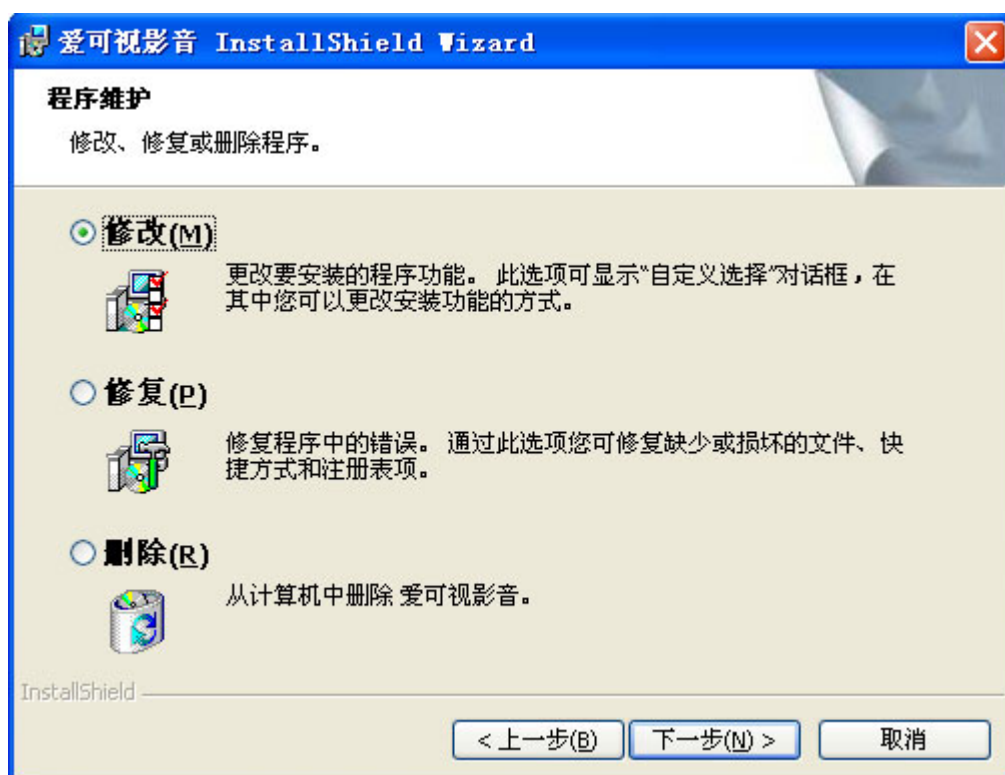 爱可视影音 InstallShield Wizard
程序维护
修改、修复或删除程序。
修改(M)
更改要安装的程序功能。 此选项可显示“自定义选择”对话框，在
其中您可以更改安装功能的方式。
修复(P)
修复程序中的错误。 通过此选项您可修复缺少或损坏的文件、快
捷方式和注册表项。
删除(R)
从计算机中删除 爱可视影音。
InstallShield
< 上一步(B) 下一步(N) > 取消